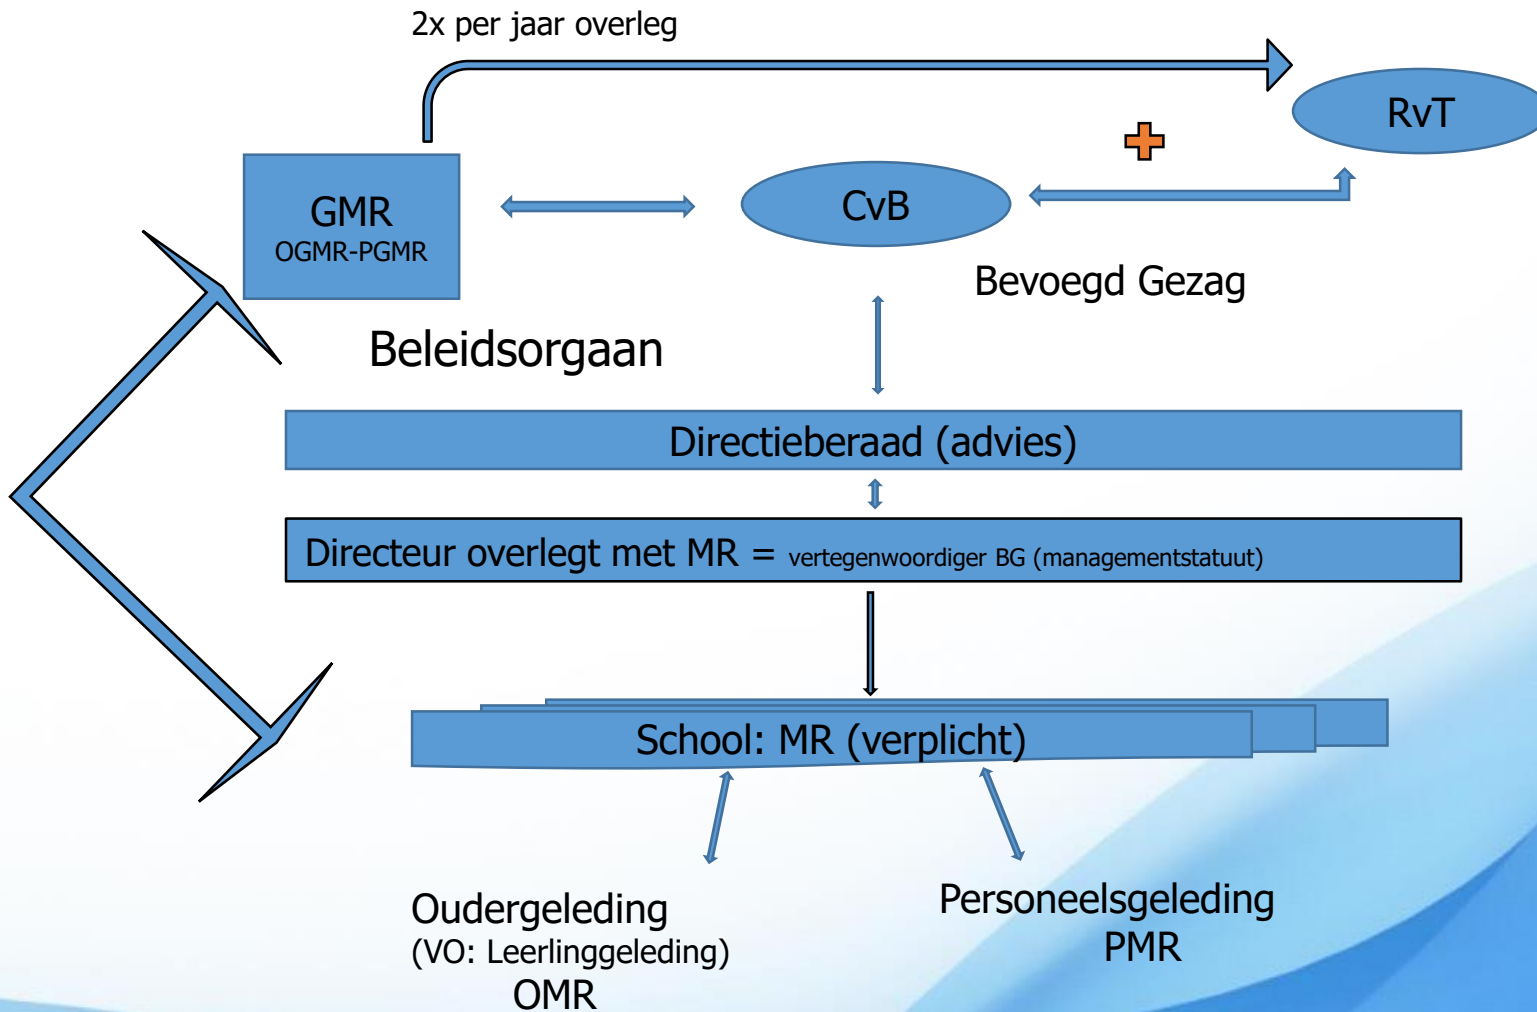 2x per jaar overleg
RvT
CvB
GMR
OGMR-PGMR
Bevoegd Gezag
Beleidsorgaan
Directieberaad (advies)
Directeur overlegt met MR = vertegenwoordiger BG (managementstatuut)
School: MR (verplicht)
Oudergeleding
(VO: Leerlinggeleding)
OMR
Personeelsgeleding
PMR